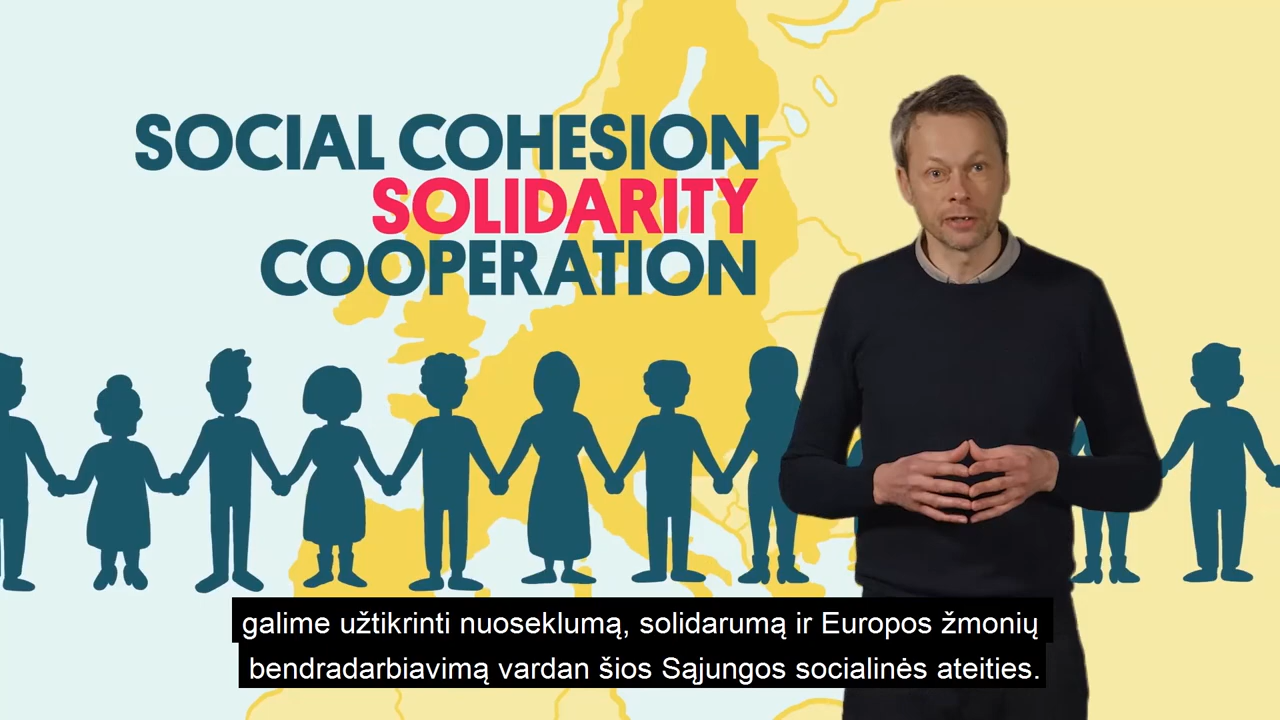 SOCIAL COHESION
SOLIDARITY
COOPERATION
galime užtikrinti nuoseklumą, solidarumą ir Europos žmonių
bendradarbiavimą vardan šios Sąjungos socialinės ateities.